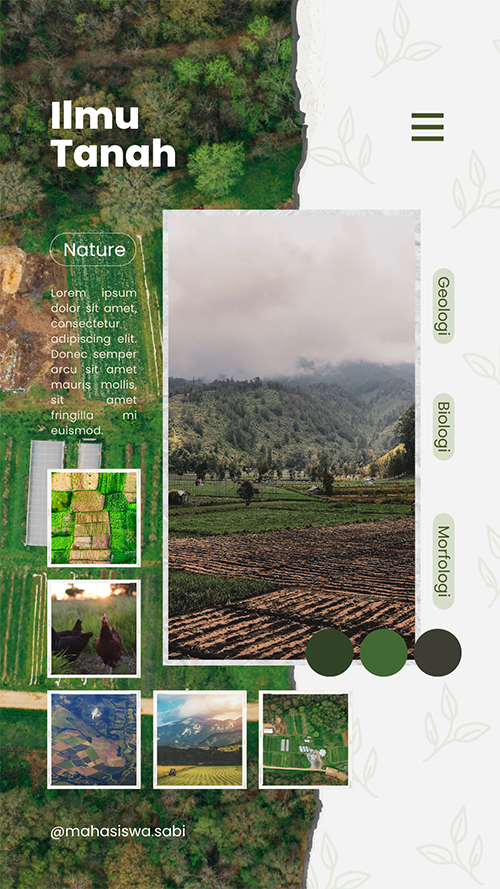 Ilmu
Tanah
Nature
Lorem ipsum
dolor sit amet,
consectetur
adipiscing elit.
Donec semper
arcu sit amet
mauris mollis,
sit amet
fringilla mi
euismod.
Geologi
Biologi
Morfologi
@mahasiswa.sabi